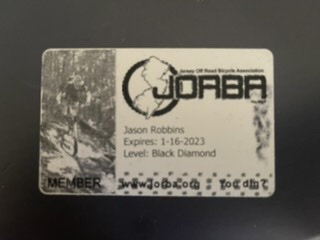 Jersey Off Road Bicycle Association
JORBA
Jason Robbins
Expires: 1-16-2023
Level: Black Diamond
MEMBER
www.jorba.org